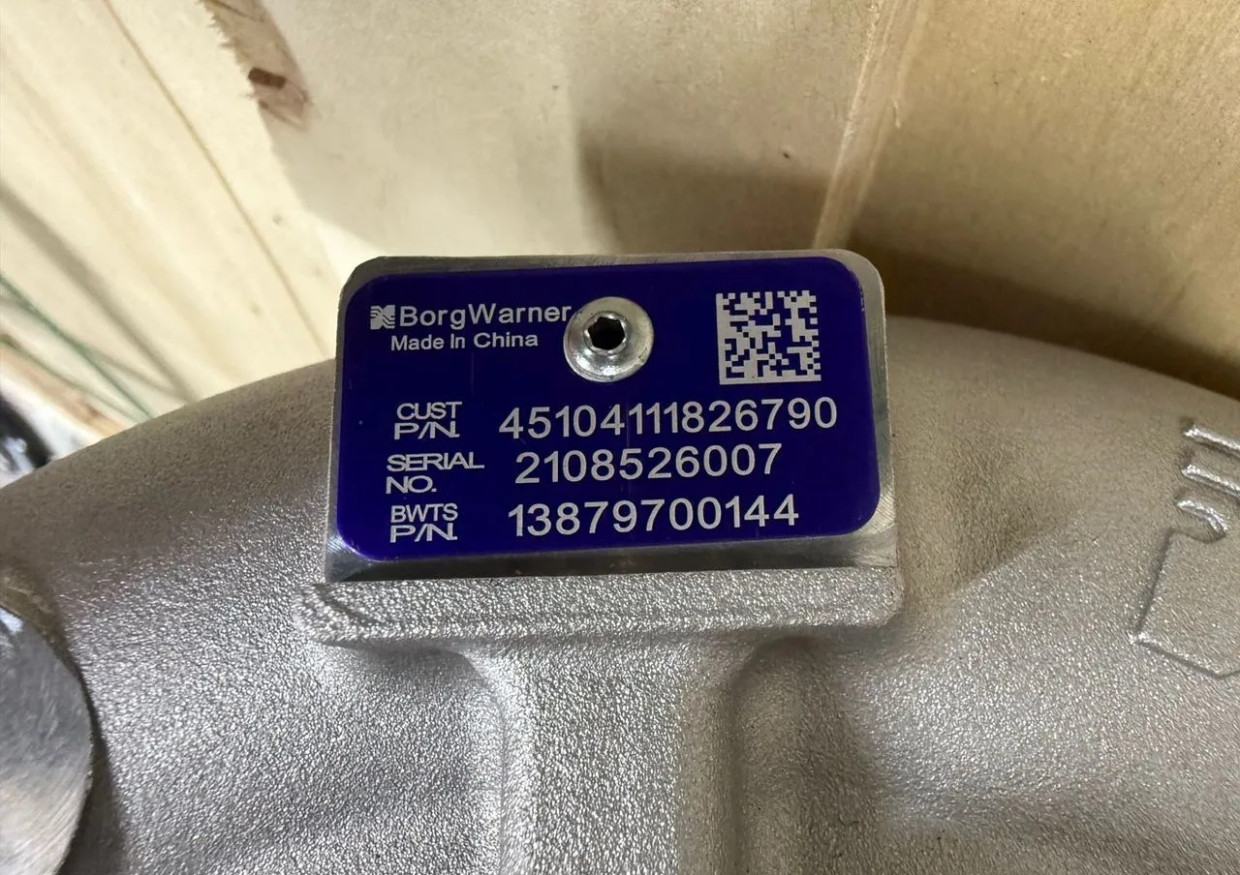 BorgWarner
Made In China
CUST P/N. 45104111826790
SERIAL NO. 2108526007
BWTS P/N. 13879700144